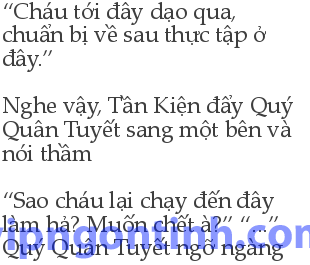 “Cháu tới đây dạo qua,
chuẩn bị về sau thực tập ở
đây.”
Nghe vậy, Tần Kiện đẩy Quý
Quân Tuyết sang một bên và
nói thầm
“Sao cháu lại chạy đến đây
làm hả? Muốn chết à?” “...”
Quý Quân Tuyết ngỡ ngàng
vipngontinh.com